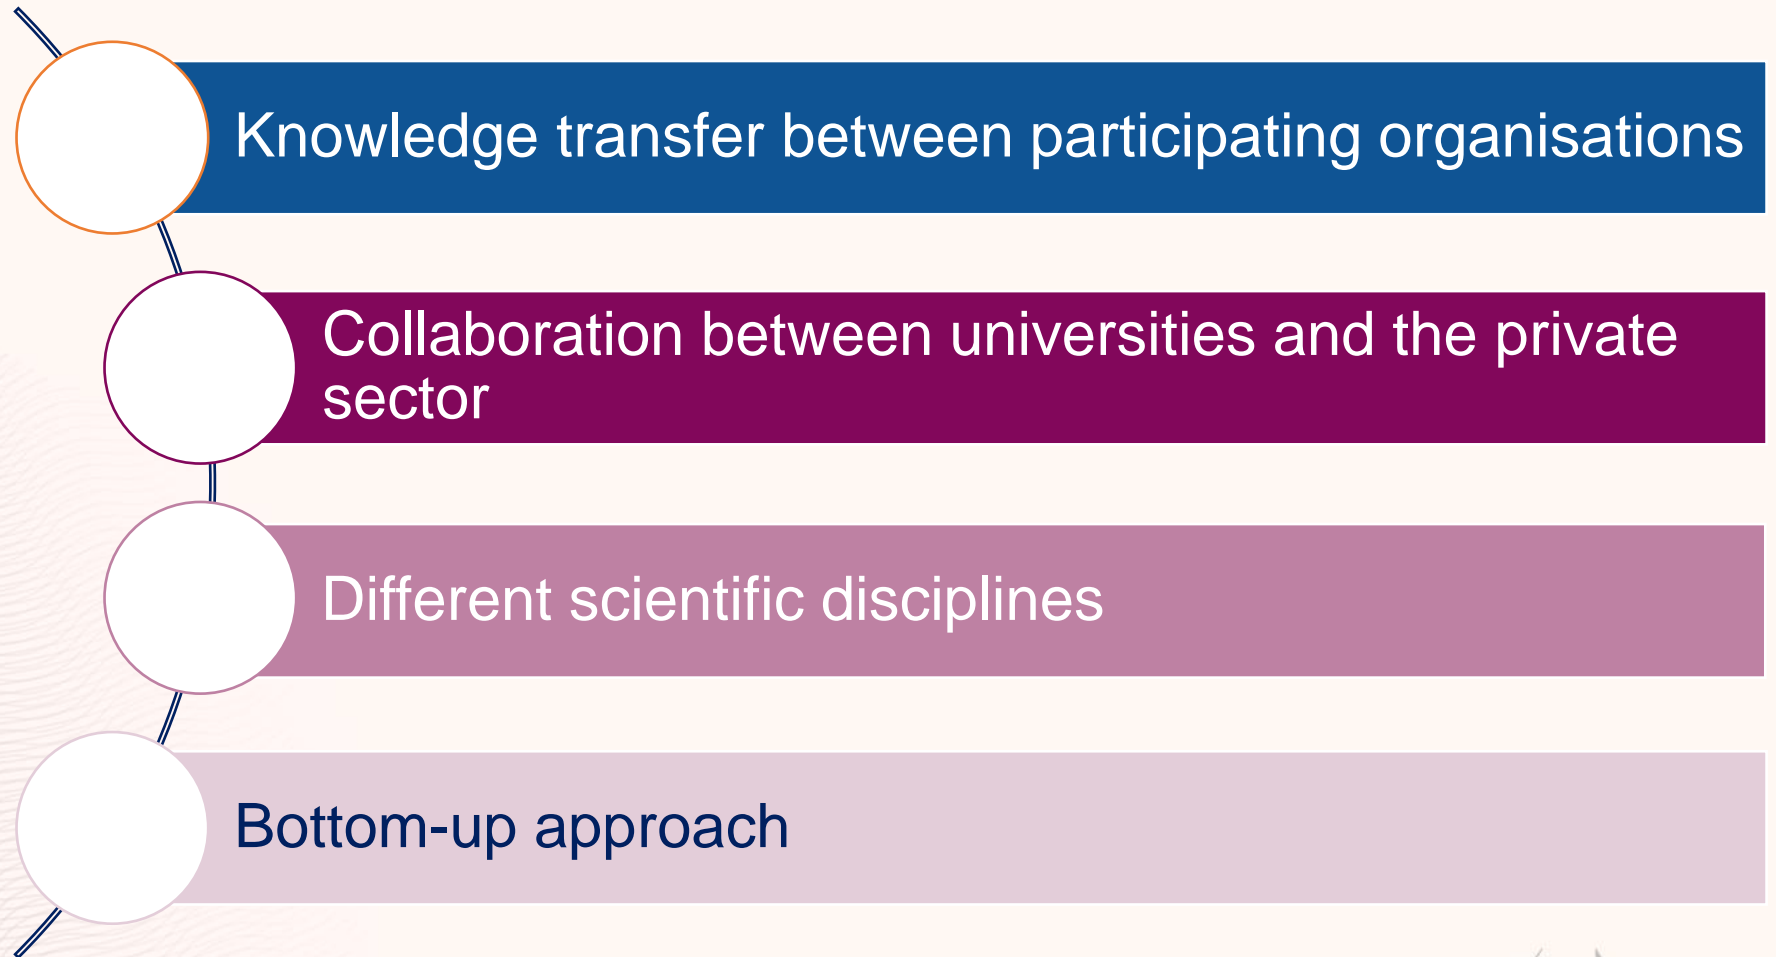 Knowledge transfer between participating organisations
Collaboration between universities and the private
sector
Different scientific disciplines
Bottom-up approach